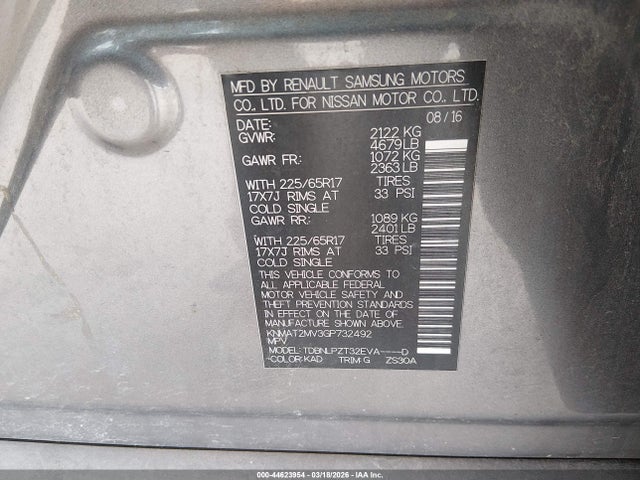 MFD BY RENAULT SAMSUNG MOTORS
CO., LTD. FOR NISSAN MOTOR CO., LTD.
DATE: 08/16
GVWR: 2122 KG
4679 LB
GAWR FR: 1072 KG
2363 LB
WITH 225/65R17 TIRES
17X7J RIMS AT 33 PSI
COLD SINGLE
GAWR RR: 1089 KG
2401 LB
WITH 225/65R17 TIRES
17X7J RIMS AT 33 PSI
COLD SINGLE
THIS VEHICLE CONFORMS TO
ALL APPLICABLE FEDERAL
MOTOR VEHICLE SAFETY AND
THEFT PREVENTION STANDARDS
IN EFFECT ON THE DATE OF
MANUFACTURE SHOWN ABOVE.
KNMAT2MV3GP732492
MPV
MODEL: TDBNLPZT32EVA----D
COLOR: KAD TRIM: G ZS30A
000-44623954 | 03/18/2026 | IAA Inc.